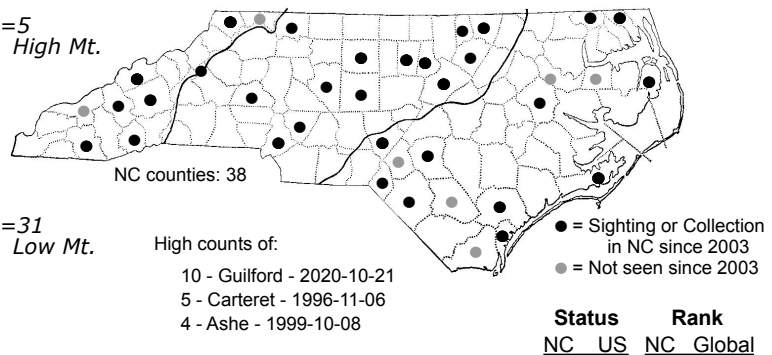 =5
High Mt.
NC counties: 38
=31
Low Mt.
High counts of:
10 - Guilford - 2020-10-21
5 - Carteret - 1996-11-06
4 - Ashe - 1999-10-08
● = Sighting or Collection
in NC since 2003
● = Not seen since 2003
Status Rank
NC US NC Global